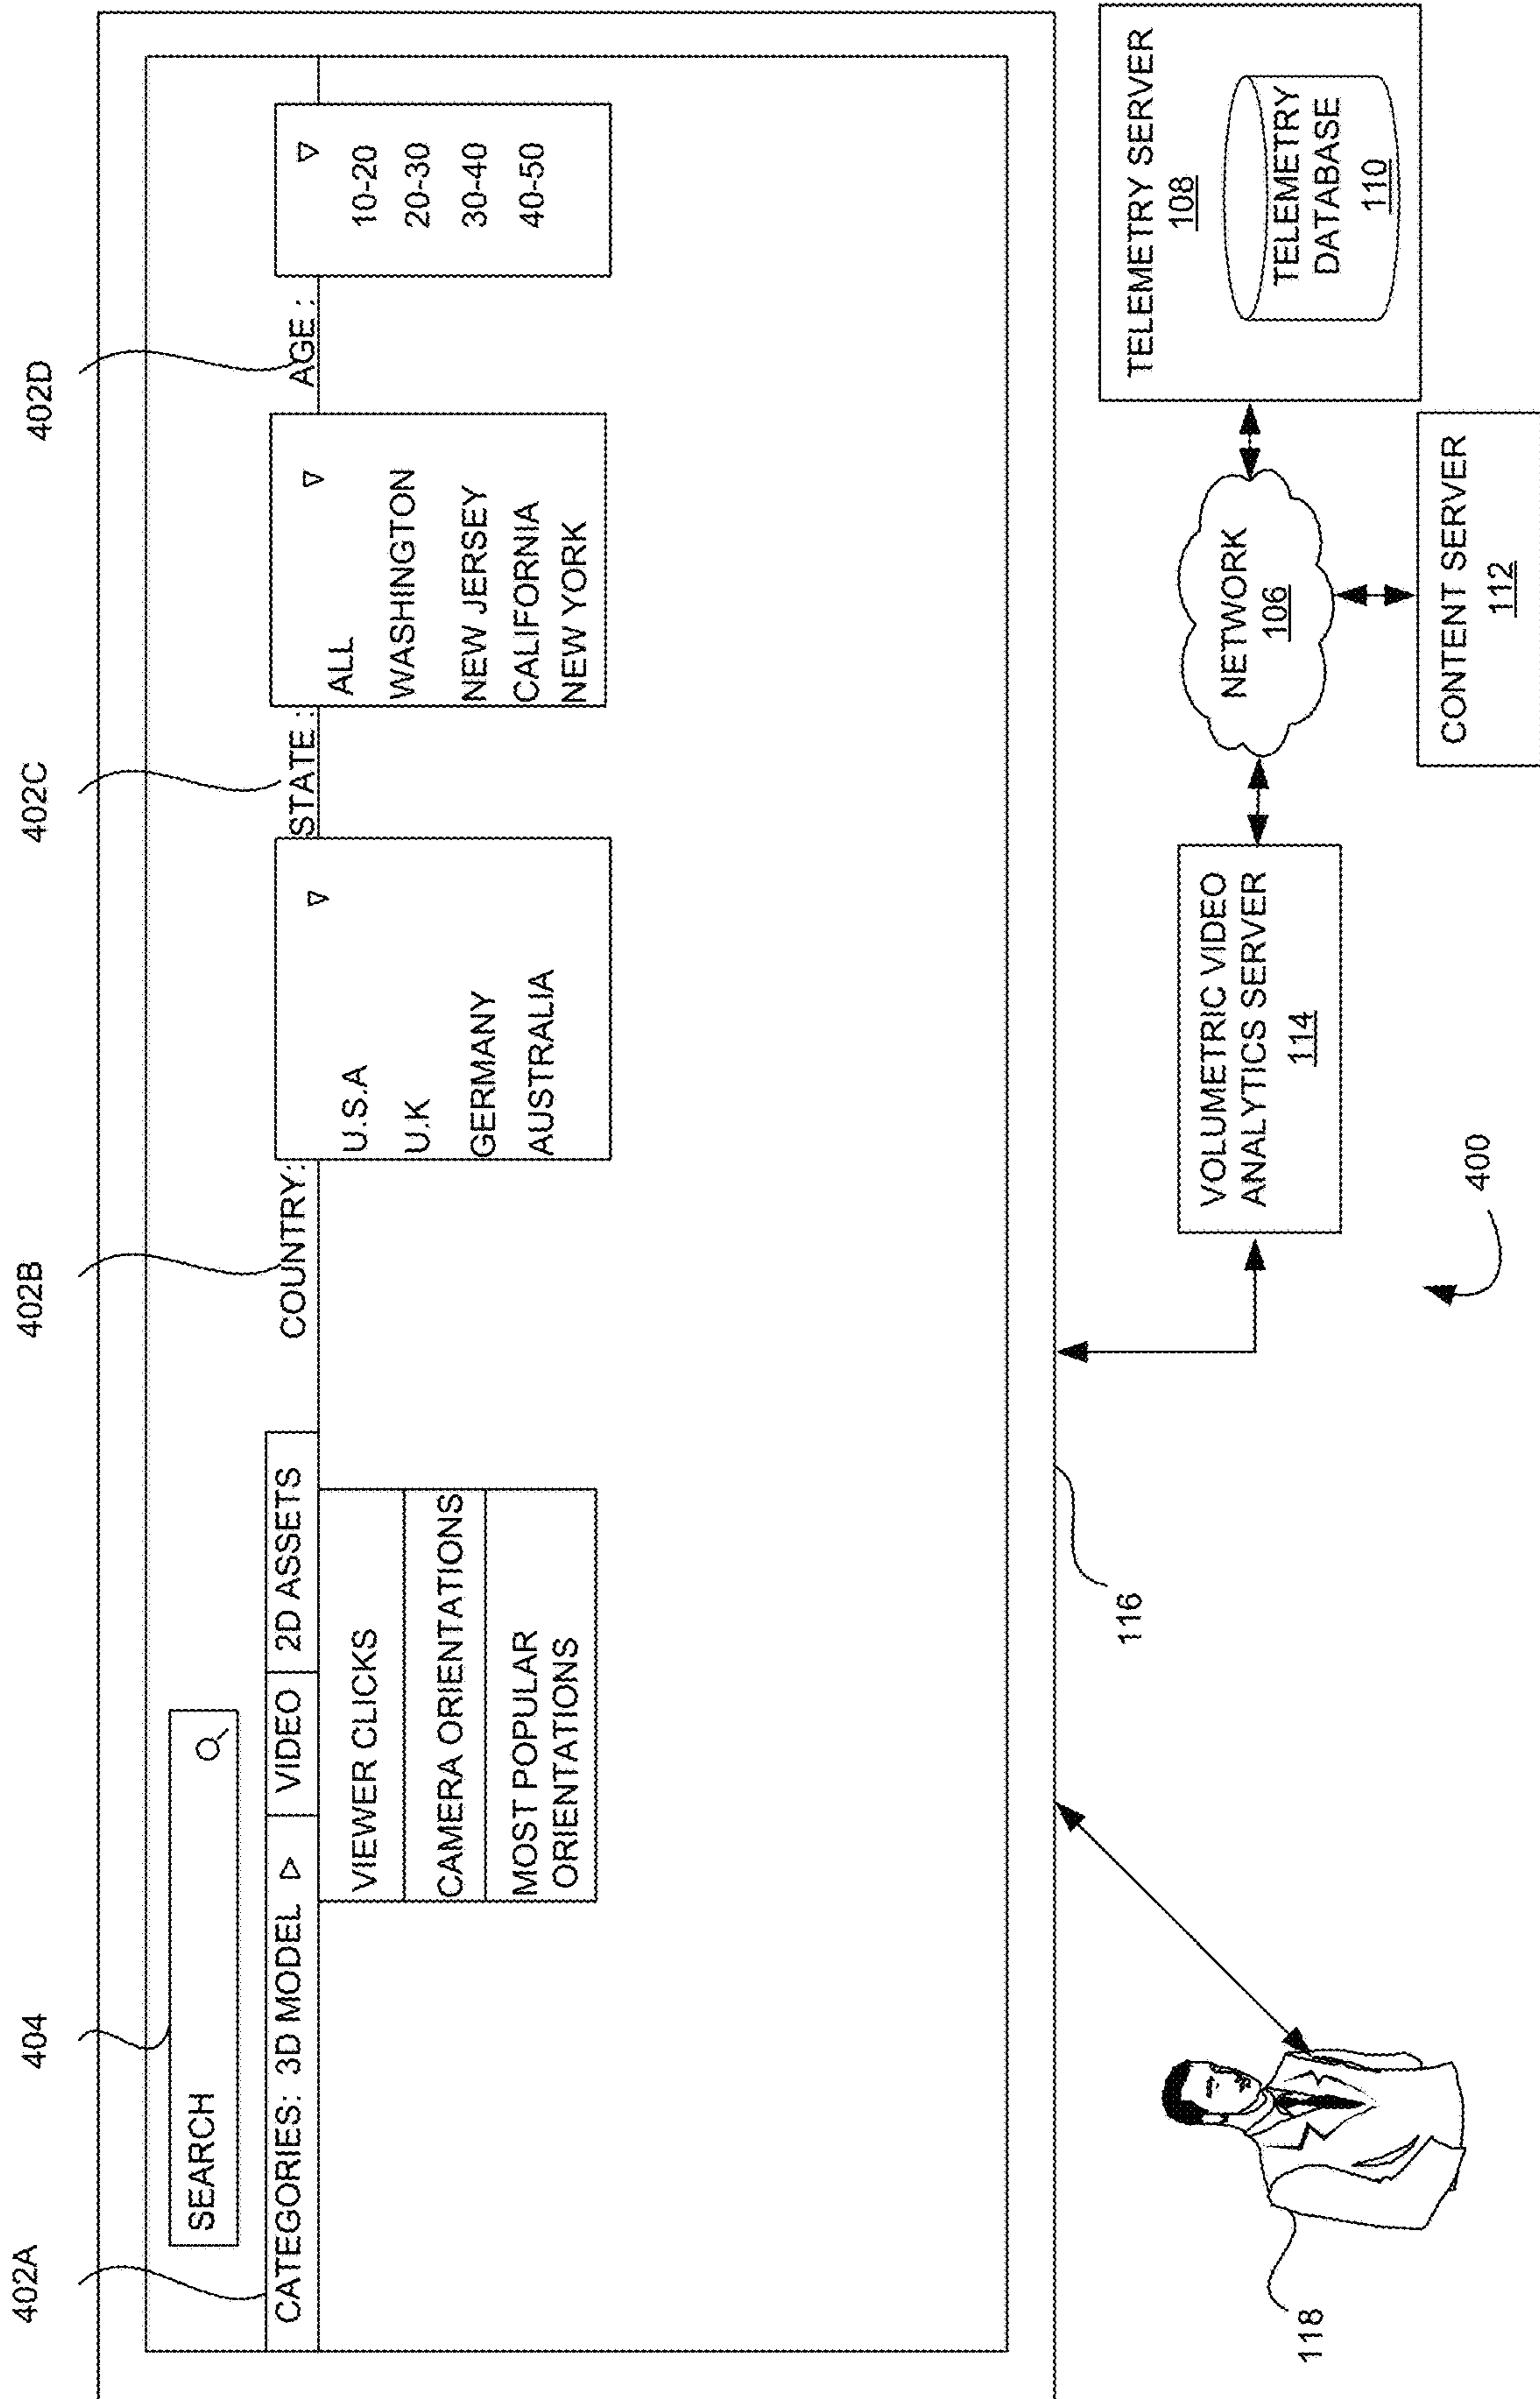 402A
404
402B
402C
402D
SEARCH
CATEGORIES: 3D MODEL
VIDEO
2D ASSETS
VIEWER CLICKS
CAMERA ORIENTATIONS
MOST POPULAR
ORIENTATIONS
COUNTRY:
U.S.A
U.K
GERMANY
AUSTRALIA
STATE :
ALL
WASHINGTON
NEW JERSEY
CALIFORNIA
NEW YORK
AGE :
10-20
20-30
30-40
40-50
118
116
VOLUMETRIC VIDEO
ANALYTICS SERVER
114
NETWORK
106
TELEMETRY SERVER
108
TELEMETRY
DATABASE
110
CONTENT SERVER
112
400